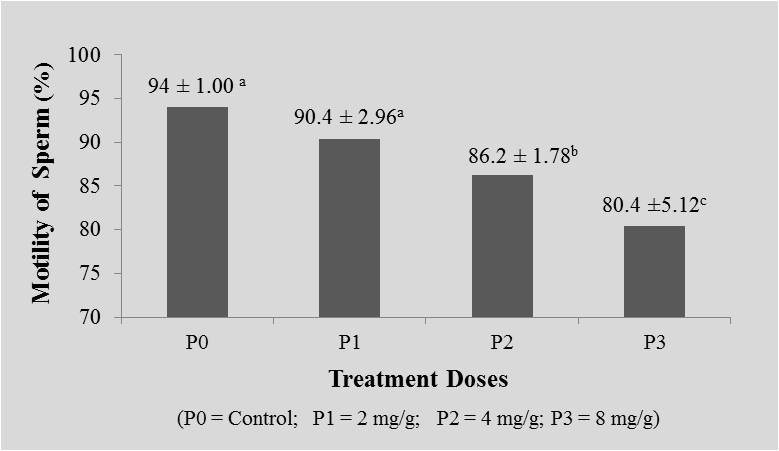 100
95
90
85
80
75
70
Motility of Sperm (%)
94 ± 1.00 ª
90.4 ± 2.96ª
86.2 ± 1.78ᵇ
80.4 ±5.12ᶜ
P0 P1 P2 P3
Treatment Doses
(P0 = Control; P1 = 2 mg/g; P2 = 4 mg/g; P3 = 8 mg/g)